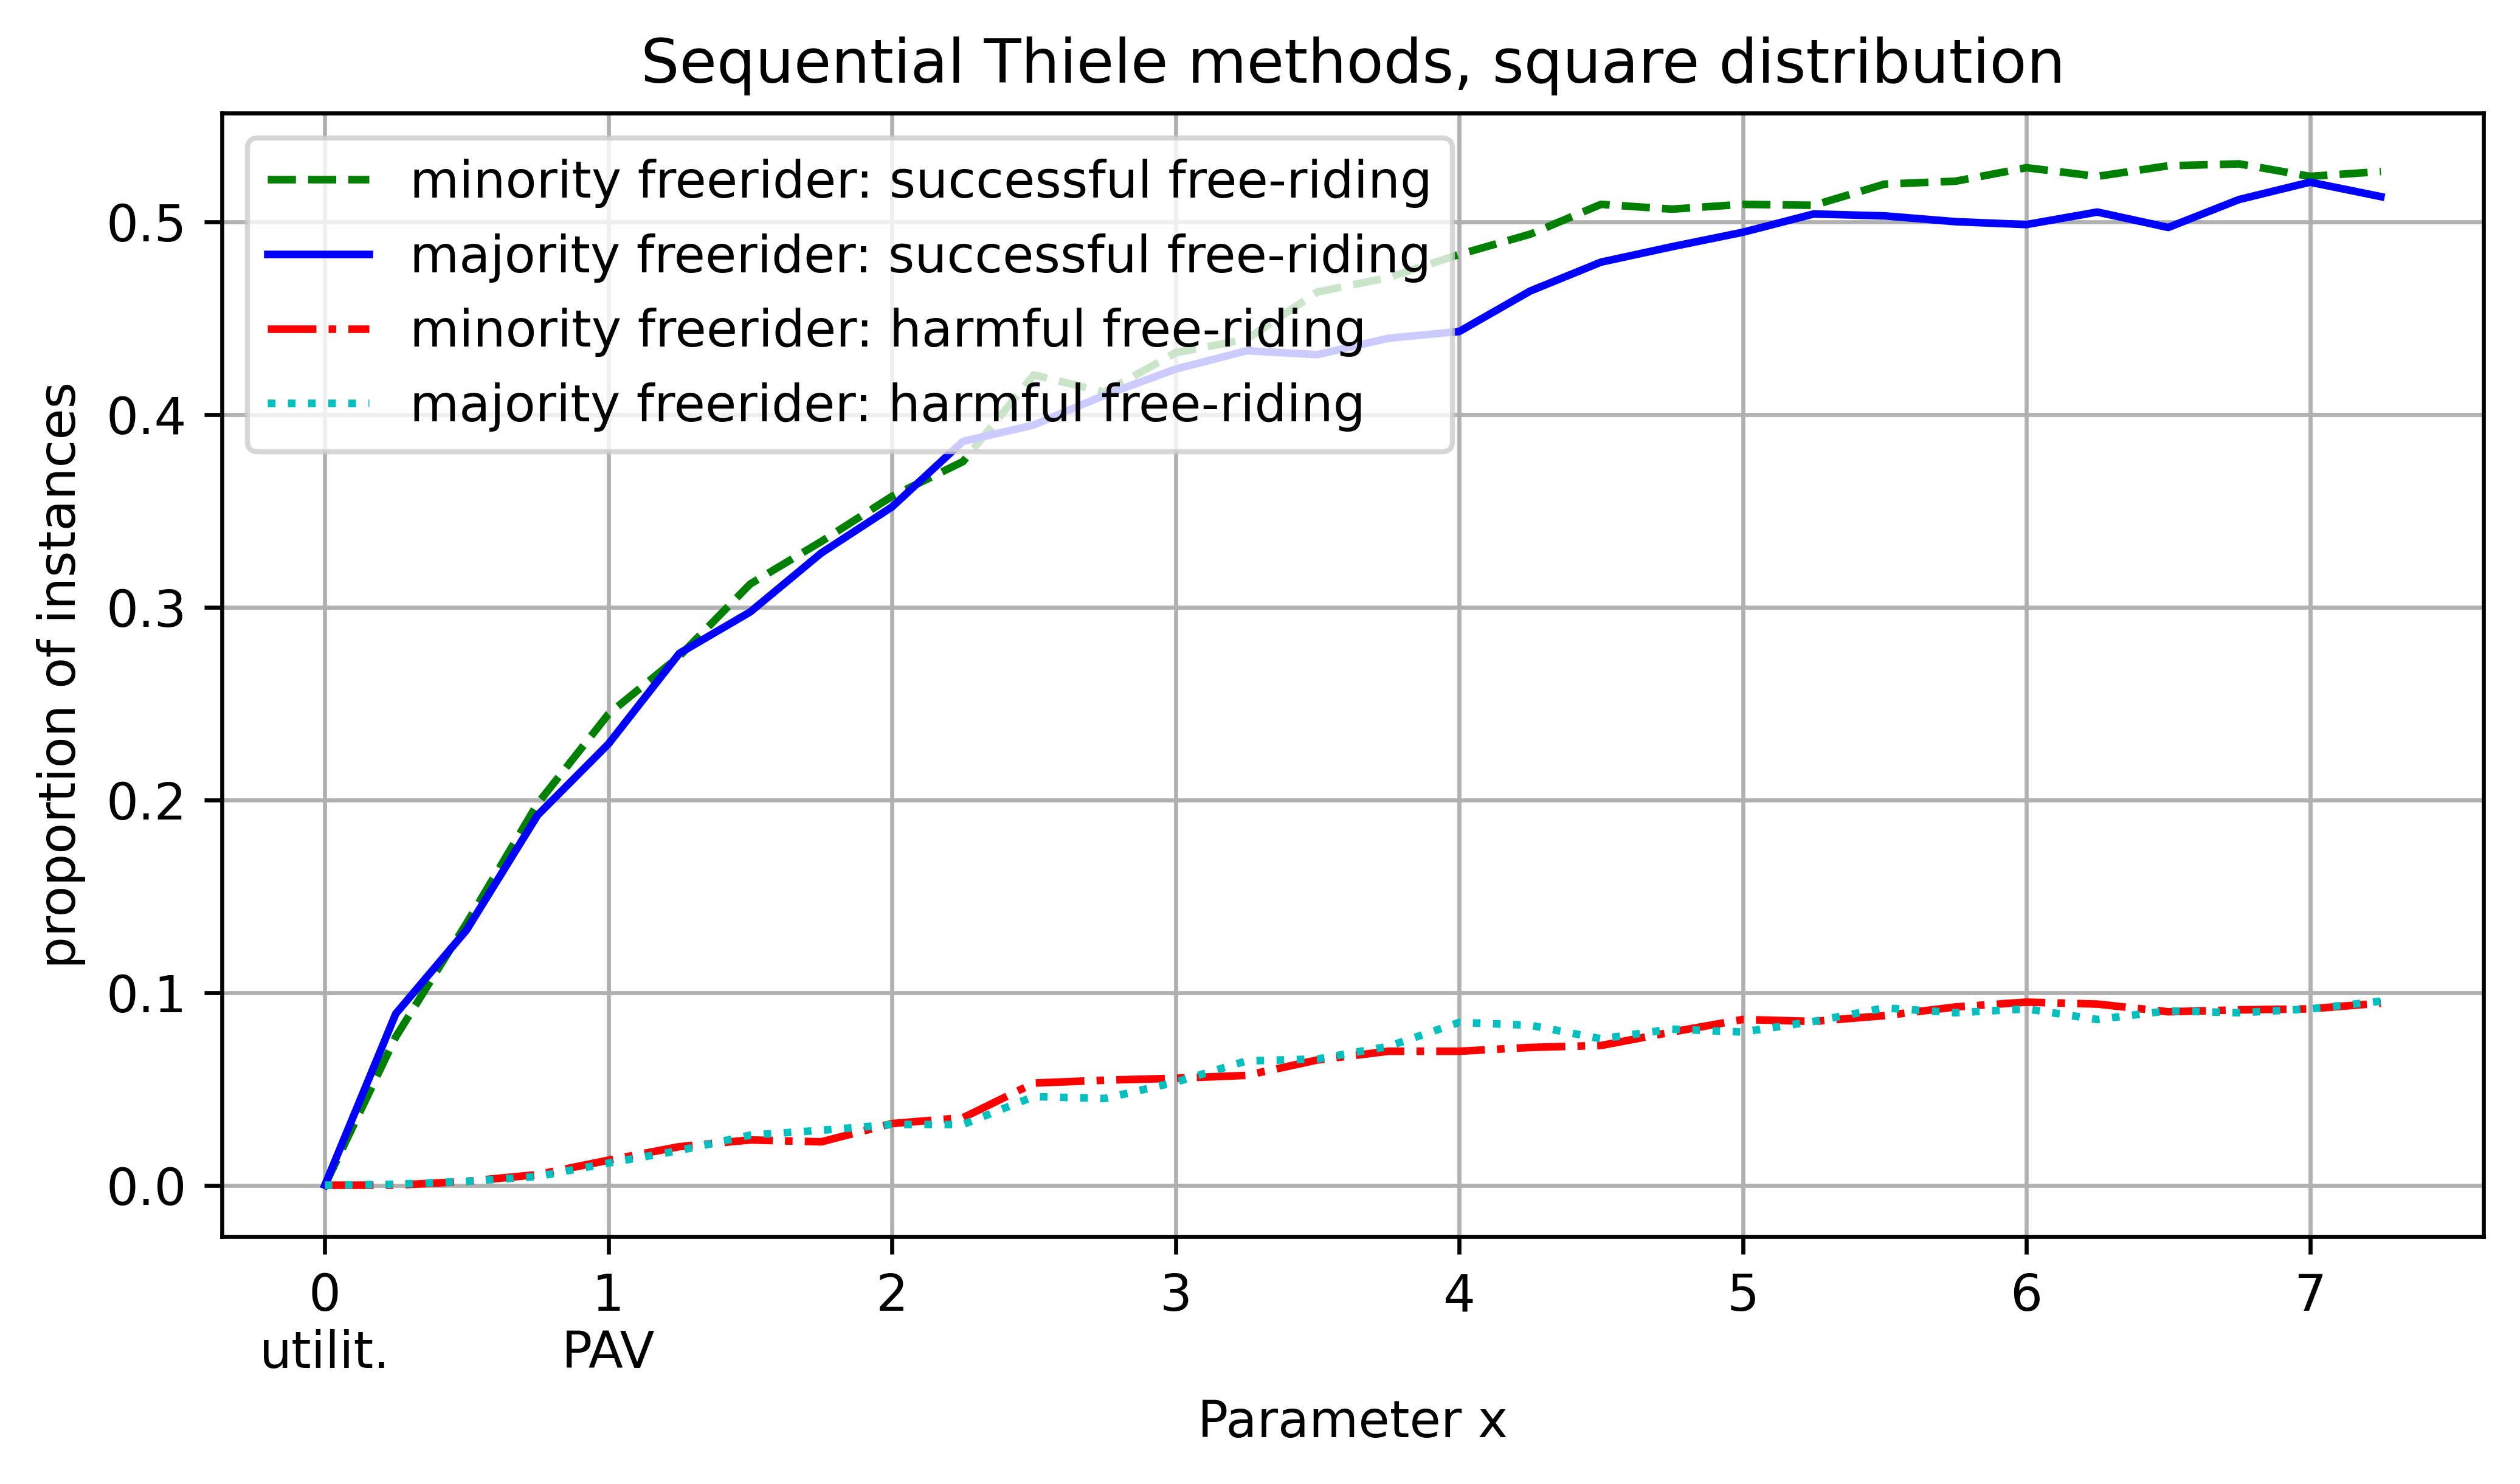 Sequential Thiele methods, square distribution
minority freerider: successful free-riding
majority freerider: successful free-riding
minority freerider: harmful free-riding
majority freerider: harmful free-riding
proportion of instances
0.5
0.4
0.3
0.2
0.1
0.0
0 1 2 3 4 5 6 7
utilit. PAV
Parameter x